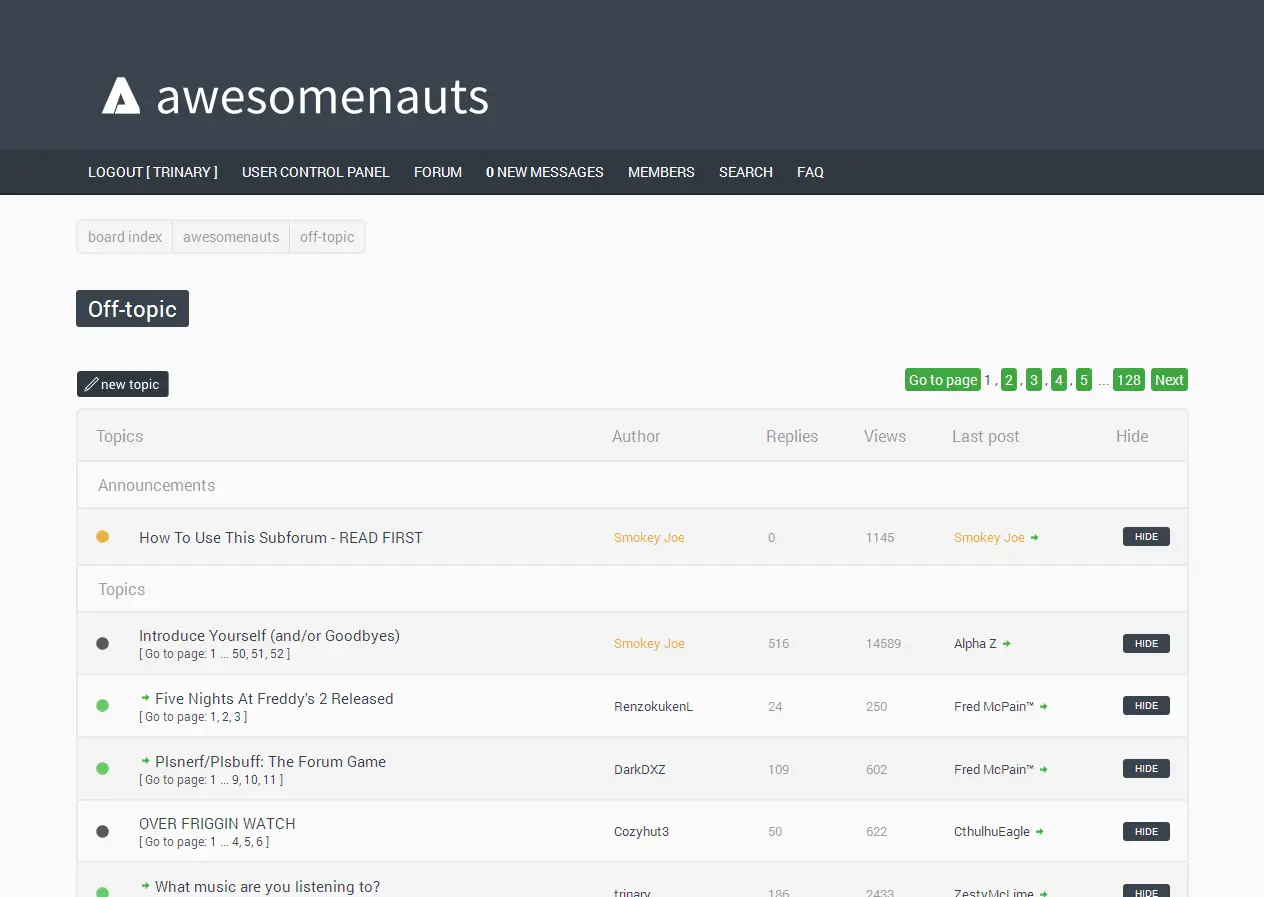 awesomenauts
LOGOUT [ TRINARY ] USER CONTROL PANEL FORUM 0 NEW MESSAGES MEMBERS SEARCH FAQ
board index awesomenauts off-topic
Off-topic
new topic Go to page 1 , 2 , 3 , 4 , 5 ... 128 Next
Topics Author Replies Views Last post Hide
Announcements
How To Use This Subforum - READ FIRST Smokey Joe 0 1145 Smokey Joe HIDE
Topics
Introduce Yourself (and/or Goodbyes) Smokey Joe 516 14589 Alpha Z HIDE
[ Go to page: 1 ... 50, 51, 52 ]
Five Nights At Freddy's 2 Released RenzokukenL 24 250 Fred McPain™ HIDE
[ Go to page: 1, 2, 3 ]
PIsnerf/PIsbuff: The Forum Game DarkDXZ 109 602 Fred McPain™ HIDE
[ Go to page: 1 ... 9, 10, 11 ]
OVER FRIGGIN WATCH Cozyhut3 50 622 CthulhuEagle HIDE
[ Go to page: 1 ... 4, 5, 6 ]
What music are you listening to? trinary 186 2433 ZestyMcLime HIDE